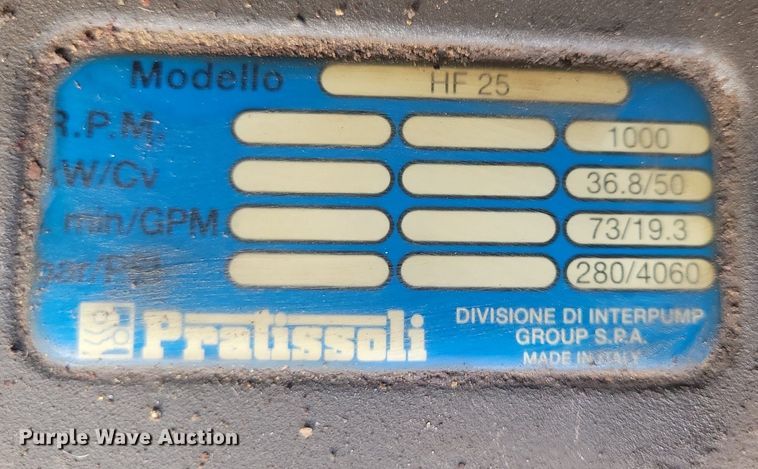 Modello HF 25
R.P.M. 1000
kW/Cv 36.8/50
min/GPM 73/19.3
280/4060
Pratissoli
DIVISIONE DI INTERPUMP
GROUP S.P.A.
MADE IN ITALY
Purple Wave Auction